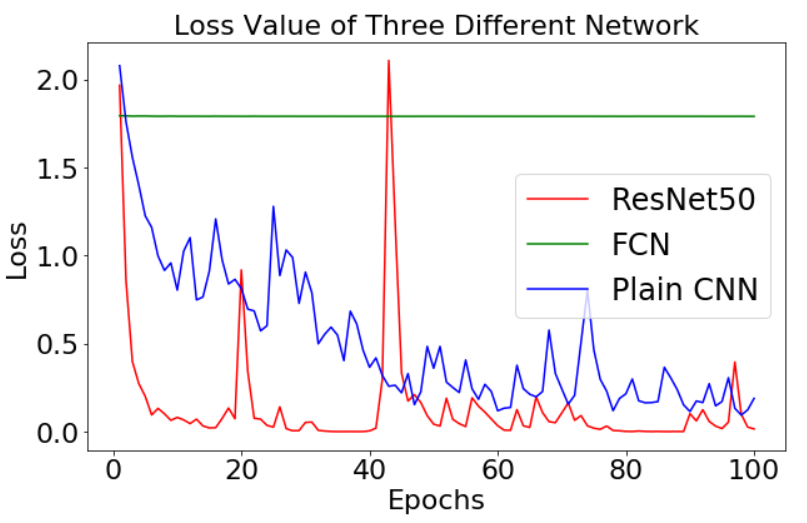 Loss Value of Three Different Network
2.0
1.5
1.0
0.5
0.0
Loss
ResNet50
FCN
Plain CNN
0 20 40 60 80 100
Epochs